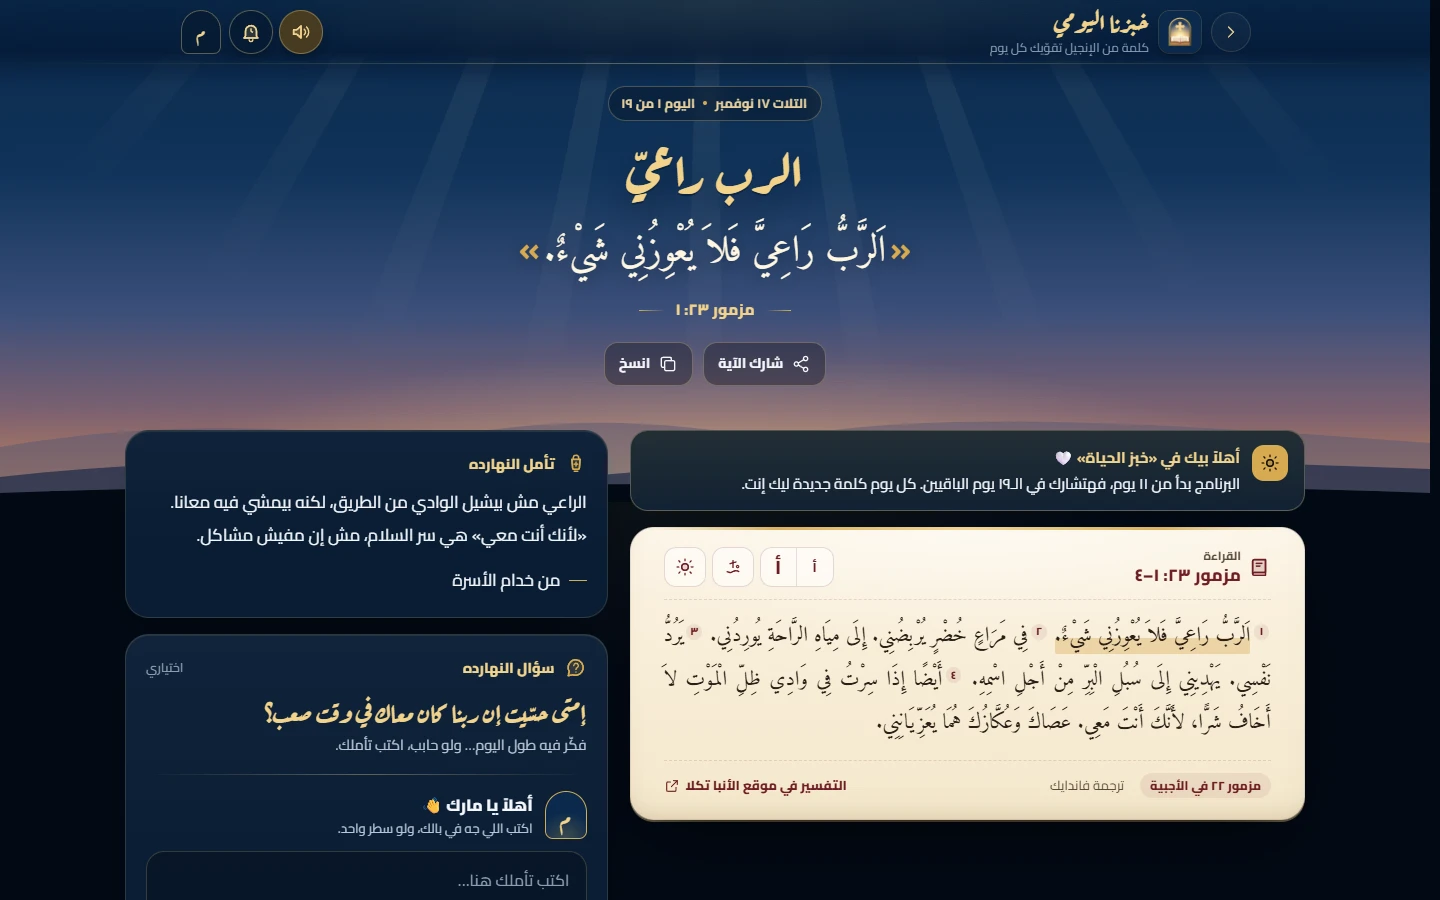 خبزنا اليومي
كلمة من الإنجيل تقوّيك كل يوم
م
التلات ١٧ نوفمبر • اليوم ١ من ١٩
الرب راعيّ
«اَلرَّبُّ رَاعِيَّ فَلاَ يُعْوِزُنِي شَيْءٌ.»
مزمور ٢٣: ١
شارك الآية
انسخ
أهلاً بيك في «خبز الحياة» 🤍
البرنامج بدأ من ١١ يوم، فهتشارك في الـ١٩ يوم الباقيين. كل يوم كلمة جديدة ليك إنت.
القراءة
مزمور ٢٣: ١–٤
أ
أ
١ اَلرَّبُّ رَاعِيَّ فَلاَ يُعْوِزُنِي شَيْءٌ. ٢ فِي مَرَاعٍ خُضْرٍ يُرْبِضُنِي. إِلَى مِيَاهِ الرَّاحَةِ يُورِدُنِي. ٣ يَرُدُّ
نَفْسِي. يَهْدِينِي إِلَى سُبُلِ الْبِرِّ مِنْ أَجْلِ اسْمِهِ. ٤ أَيْضًا إِذَا سِرْتُ فِي وَادِي ظِلِّ الْمَوْتِ لاَ
أَخَافُ شَرًّا، لأَنَّكَ أَنْتَ مَعِي. عَصَاكَ وَعُكَّازُكَ هُمَا يُعَزِّيَانِنِي.
مزمور ٢٢ في الأجبية
ترجمة فاندايك
التفسير في موقع الأنبا تكلا
تأمل النهارده
الراعي مش بيشيل الوادي من الطريق، لكنه بيمشي فيه معانا.
«لأنك أنت معي» هي سر السلام، مش إن مفيش مشاكل.
— من خدام الأسرة
سؤال النهارده
اختياري
إمتى حسّيت إن ربنا كان معاك في وقت صعب؟
فكّر فيه طول اليوم… ولو حابب، اكتب تأملك.
م
أهلاً يا مارك 👋
اكتب اللي جه في بالك، ولو سطر واحد.
اكتب تأملك هنا…